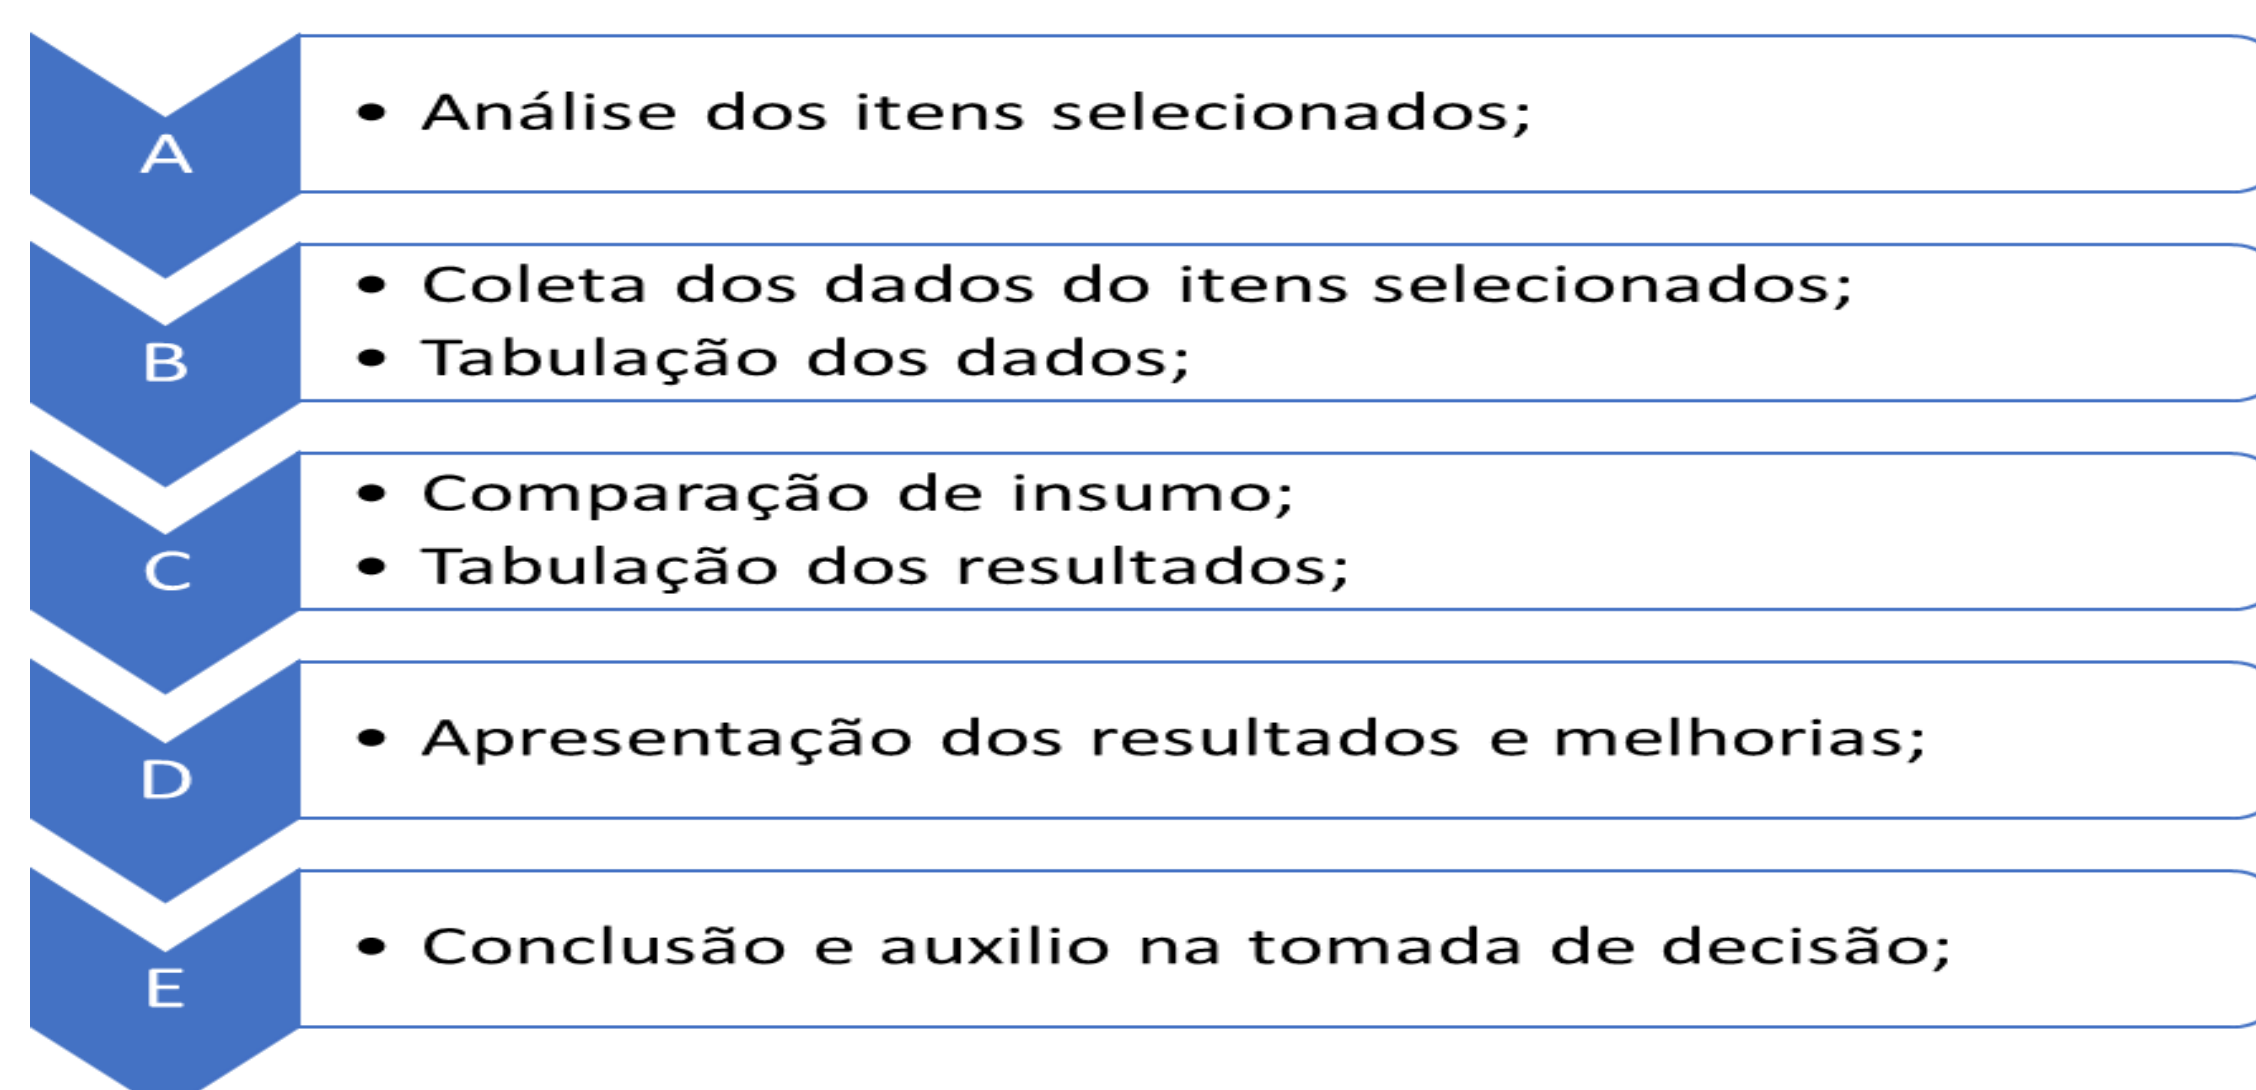 A
• Análise dos itens selecionados;
B
• Coleta dos dados do itens selecionados;
• Tabulação dos dados;
C
• Comparação de insumo;
• Tabulação dos resultados;
D
• Apresentação dos resultados e melhorias;
E
• Conclusão e auxilio na tomada de decisão;